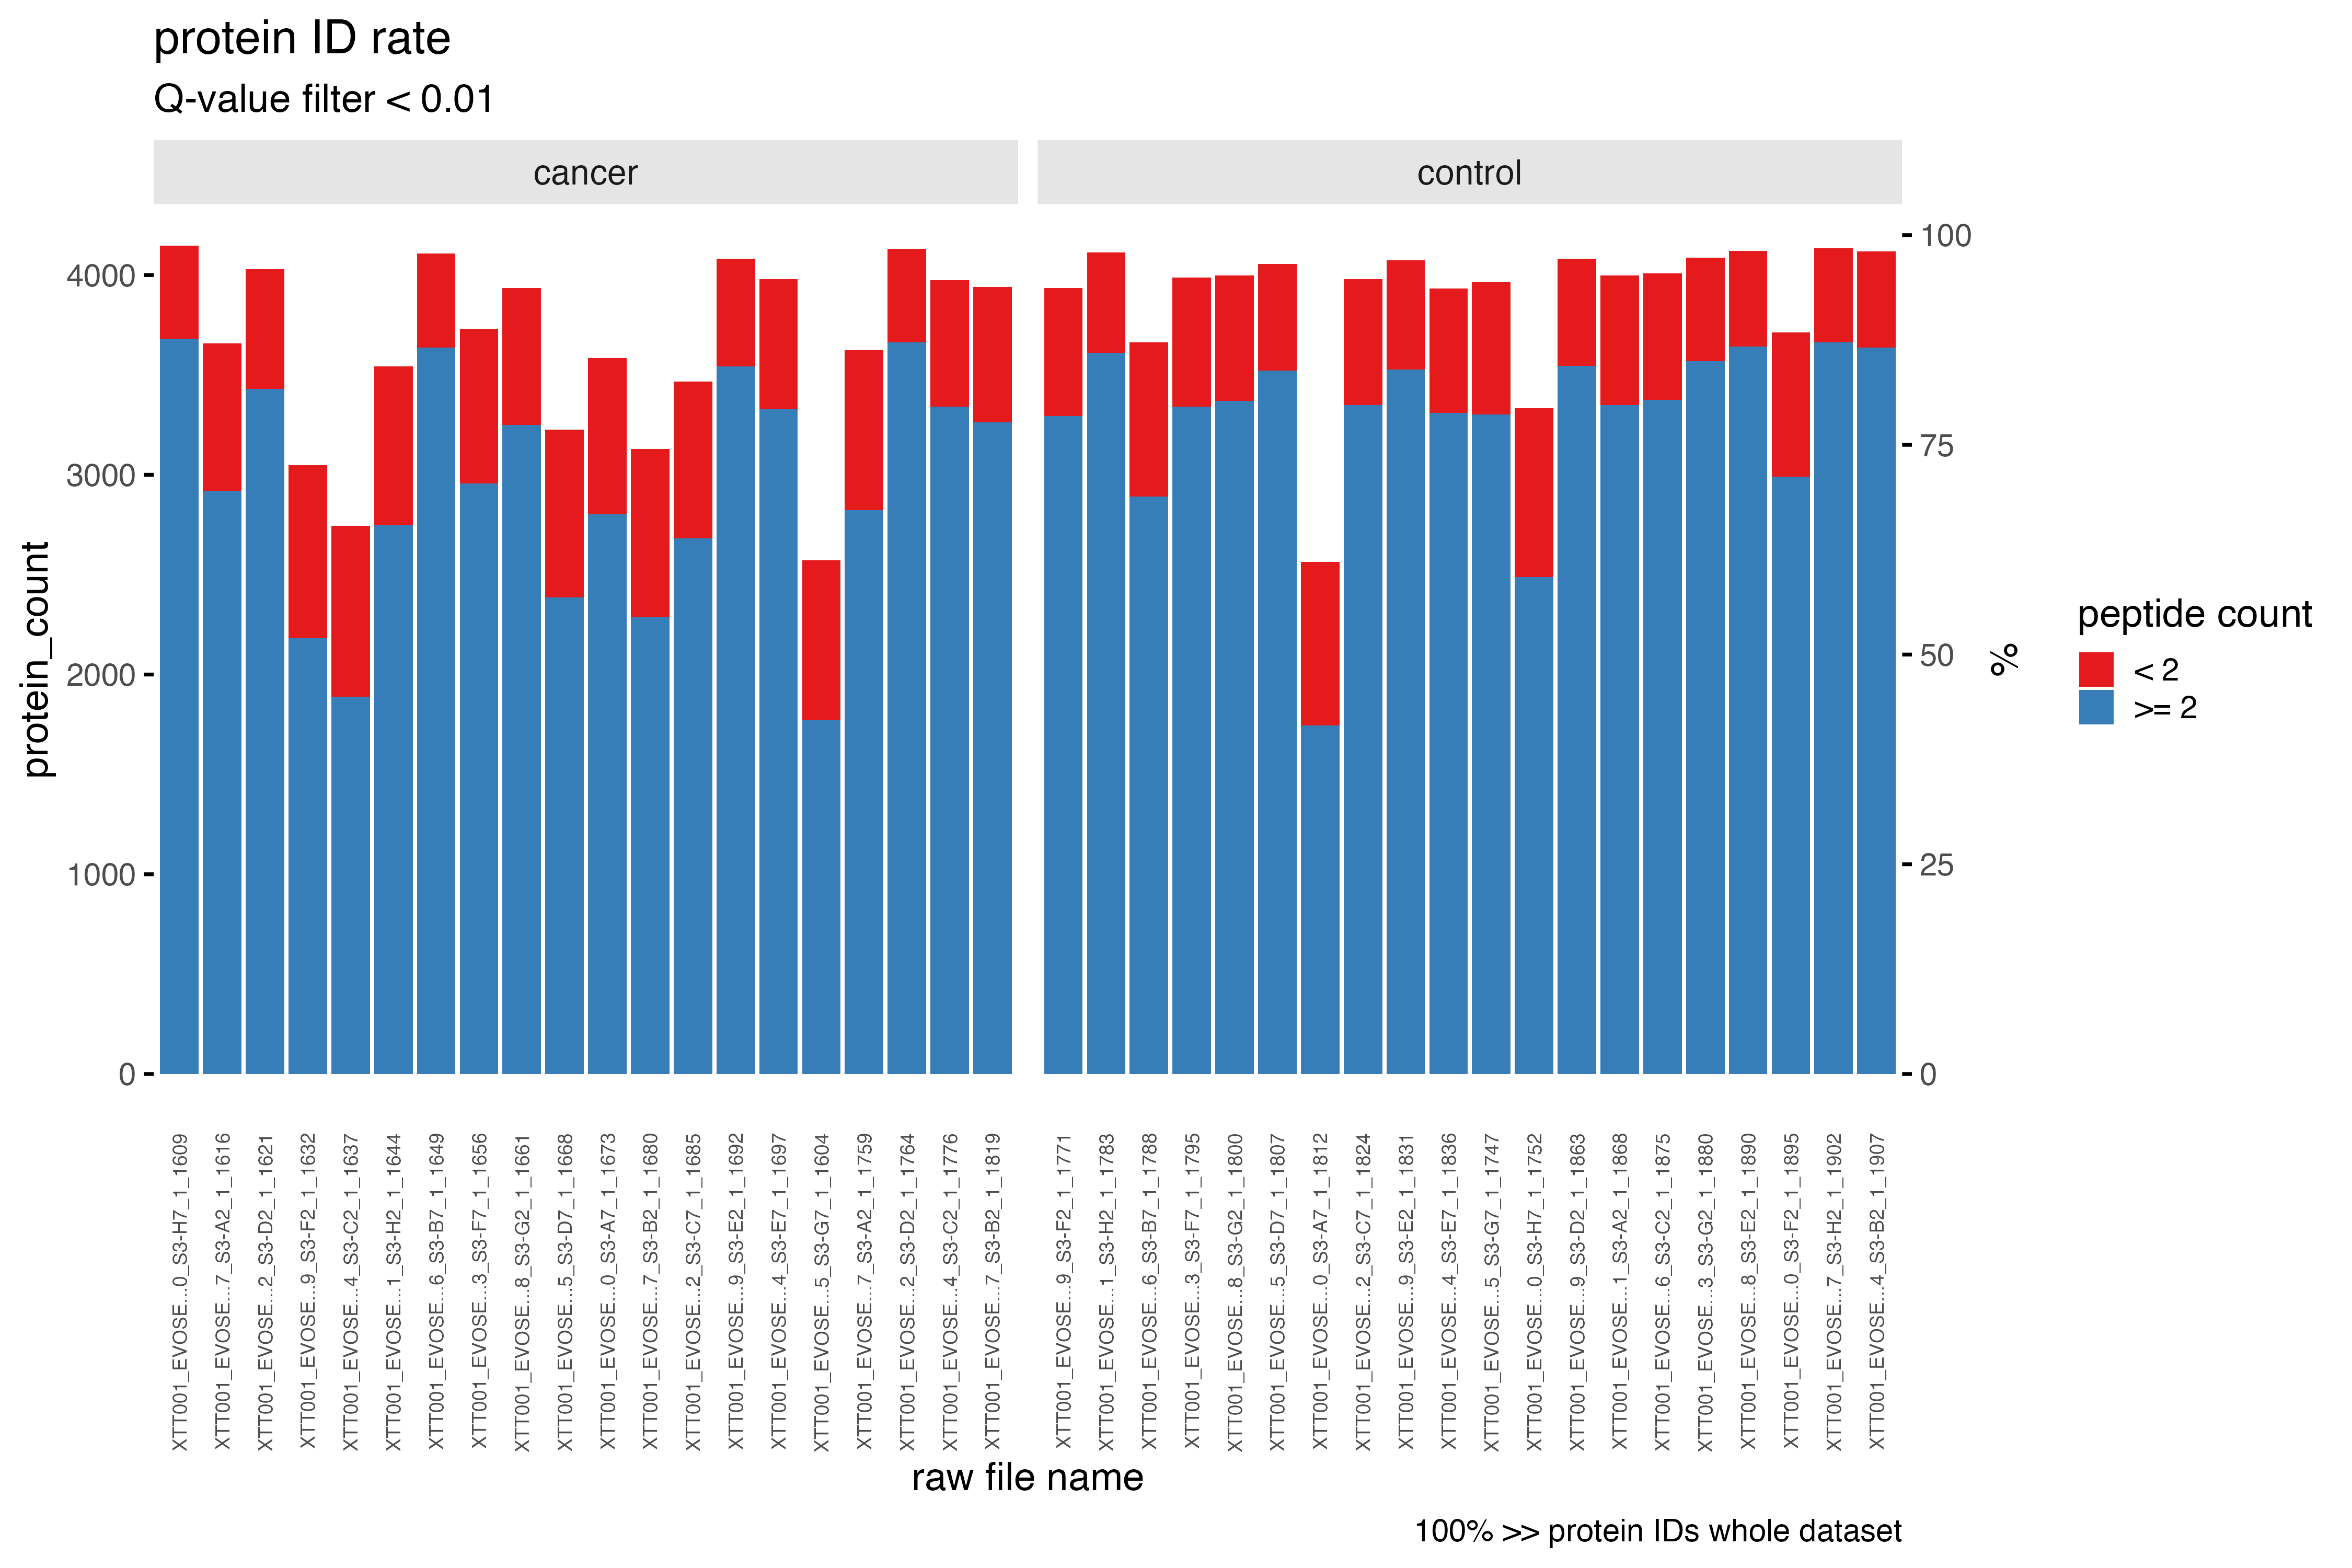 protein ID rate
Q-value filter < 0.01
cancer
control
protein_count
4000
3000
2000
1000
0
100
75
50
25
0
%
peptide count
< 2
>= 2
XTT001_EVOSE...0_S3-H7_1_1609
XTT001_EVOSE...7_S3-A2_1_1616
XTT001_EVOSE...2_S3-D2_1_1621
XTT001_EVOSE...9_S3-F2_1_1632
XTT001_EVOSE...4_S3-C2_1_1637
XTT001_EVOSE...1_S3-H2_1_1644
XTT001_EVOSE...6_S3-B7_1_1649
XTT001_EVOSE...3_S3-F7_1_1656
XTT001_EVOSE...8_S3-G2_1_1661
XTT001_EVOSE...5_S3-D7_1_1668
XTT001_EVOSE...0_S3-A7_1_1673
XTT001_EVOSE...7_S3-B2_1_1680
XTT001_EVOSE...2_S3-C7_1_1685
XTT001_EVOSE...9_S3-E2_1_1692
XTT001_EVOSE...4_S3-E7_1_1697
XTT001_EVOSE...5_S3-G7_1_1604
XTT001_EVOSE...7_S3-A2_1_1759
XTT001_EVOSE...2_S3-D2_1_1764
XTT001_EVOSE...4_S3-C2_1_1776
XTT001_EVOSE...7_S3-B2_1_1819
XTT001_EVOSE...9_S3-F2_1_1771
XTT001_EVOSE...1_S3-H2_1_1783
XTT001_EVOSE...6_S3-B7_1_1788
XTT001_EVOSE...3_S3-F7_1_1795
XTT001_EVOSE...8_S3-G2_1_1800
XTT001_EVOSE...5_S3-D7_1_1807
XTT001_EVOSE...0_S3-A7_1_1812
XTT001_EVOSE...2_S3-C7_1_1824
XTT001_EVOSE...9_S3-E2_1_1831
XTT001_EVOSE...4_S3-E7_1_1836
XTT001_EVOSE...5_S3-G7_1_1747
XTT001_EVOSE...0_S3-H7_1_1752
XTT001_EVOSE...9_S3-D2_1_1863
XTT001_EVOSE...1_S3-A2_1_1868
XTT001_EVOSE...6_S3-C2_1_1875
XTT001_EVOSE...3_S3-G2_1_1880
XTT001_EVOSE...8_S3-E2_1_1890
XTT001_EVOSE...0_S3-F2_1_1895
XTT001_EVOSE...7_S3-H2_1_1902
XTT001_EVOSE...4_S3-B2_1_1907
raw file name
100% >> protein IDs whole dataset